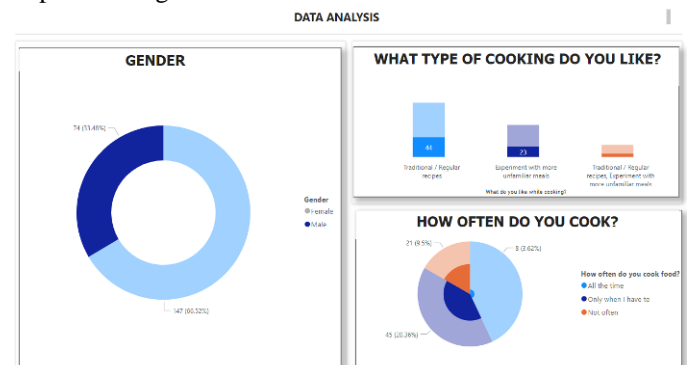 DATA ANALYSIS
GENDER
74 (33.48%)
147 (66.52%)
Gender
Female
Male
WHAT TYPE OF COOKING DO YOU LIKE?
44
23
Traditional / Regular
recipes
Experiment with more
unfamiliar meals
Traditional / Regular
recipes, Experiment with
more unfamiliar meals
What do you like while cooking?
HOW OFTEN DO YOU COOK?
21 (9.5%)
8 (3.62%)
45 (20.36%)
How often do you cook food?
All the time
Only when I have to
Not often